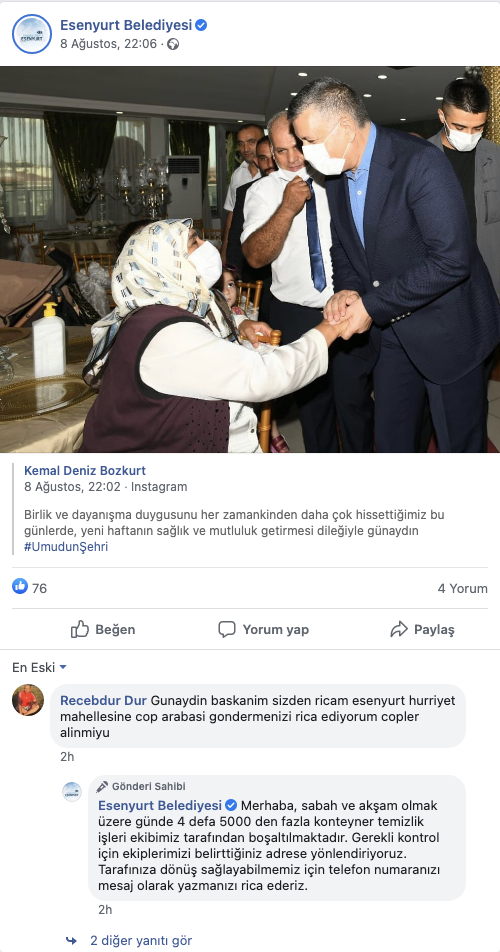 Esenyurt Belediyesi
8 Ağustos, 22:06 ·
Kemal Deniz Bozkurt
8 Ağustos, 22:02 · Instagram
Birlik ve dayanışma duygusunu her zamankinden daha çok hissettiğimiz bu
günlerde, yeni haftanın sağlık ve mutluluk getirmesi dileğiyle günaydın
#UmudunŞehri
76
4 Yorum
Beğen
Yorum yap
Paylaş
En Eski
Recebdur Dur Gunaydin baskanim sizden ricam esenyurt hurriyet
mahellesine cop arabasi gondermenizi rica ediyorum copler
alinmiyu
2h
Gönderi Sahibi
Esenyurt Belediyesi Merhaba, sabah ve akşam olmak
üzere günde 4 defa 5000 den fazla konteyner temizlik
işleri ekibimiz tarafından boşaltılmaktadır. Gerekli kontrol
için ekiplerimizi belirttiğiniz adrese yönlendiriyoruz.
Tarafınıza dönüş sağlayabilmemiz için telefon numaranızı
mesaj olarak yazmanızı rica ederiz.
2h
2 diğer yanıtı gör